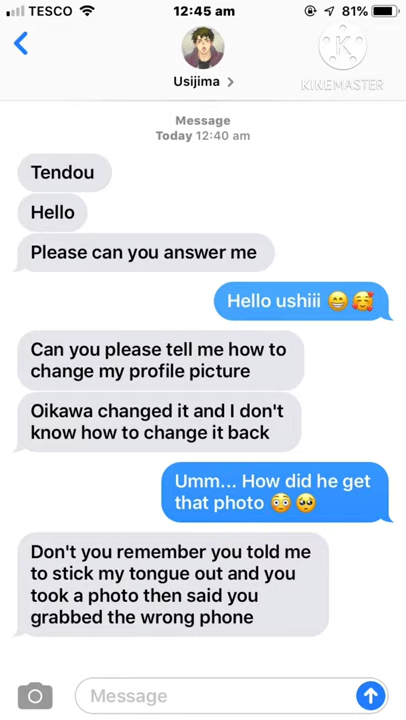 TESCO 12:45 am 81%
K
KINEMASTER
Usijima >
Message
Today 12:40 am
Tendou
Hello
Please can you answer me
Hello ushiii 😁🥰
Can you please tell me how to
change my profile picture
Oikawa changed it and I don't
know how to change it back
Umm... How did he get
that photo 😳🥺
Don't you remember you told me
to stick my tongue out and you
took a photo then said you
grabbed the wrong phone
Message